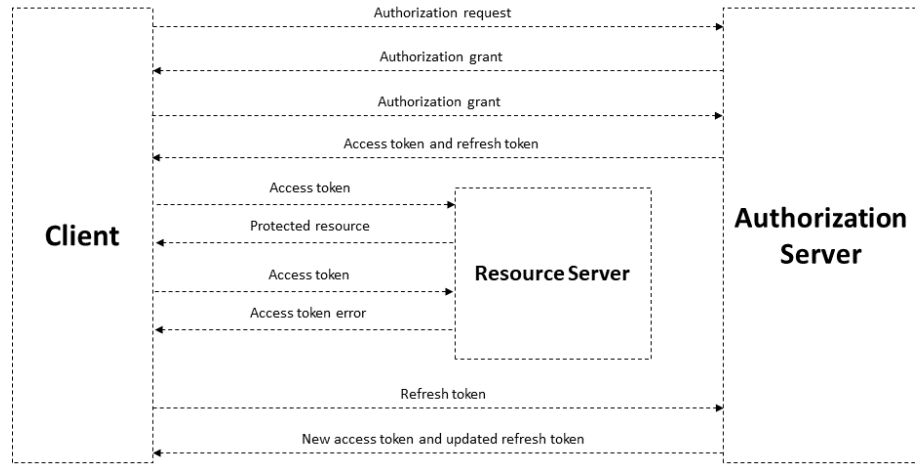 Authorization request
Authorization grant
Authorization grant
Access token and refresh token
Access token
Protected resource
Client
Authorization
Server
Resource Server
Access token
Access token error
Refresh token
New access token and updated refresh token